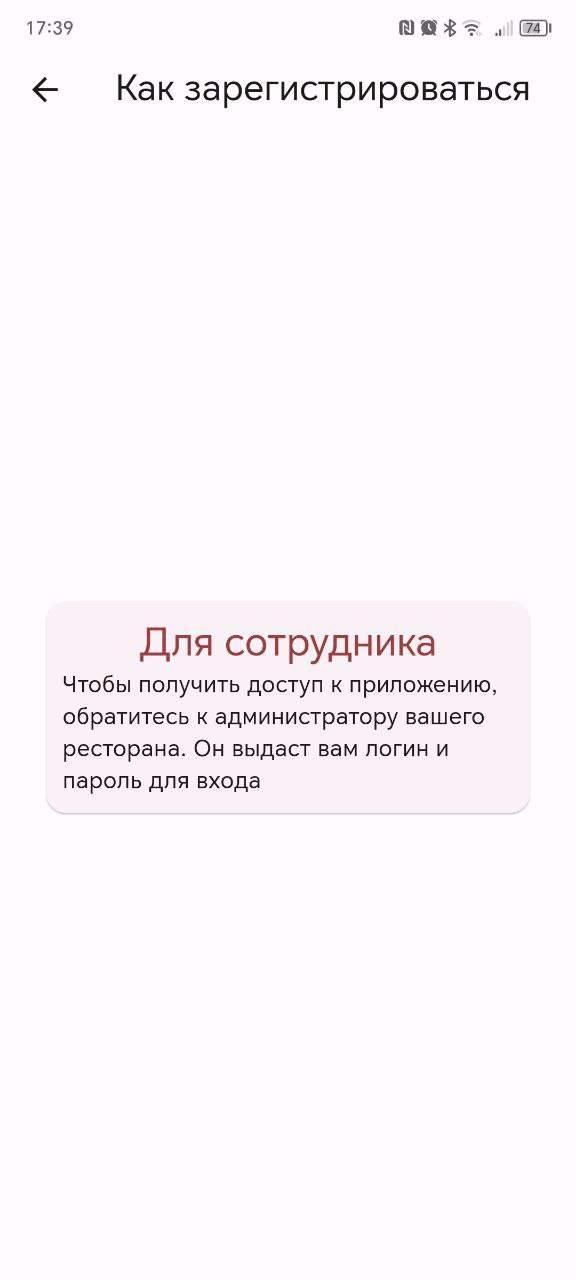 17:39
74
Как зарегистрироваться
Для сотрудника
Чтобы получить доступ к приложению,
обратитесь к администратору вашего
ресторана. Он выдаст вам логин и
пароль для входа